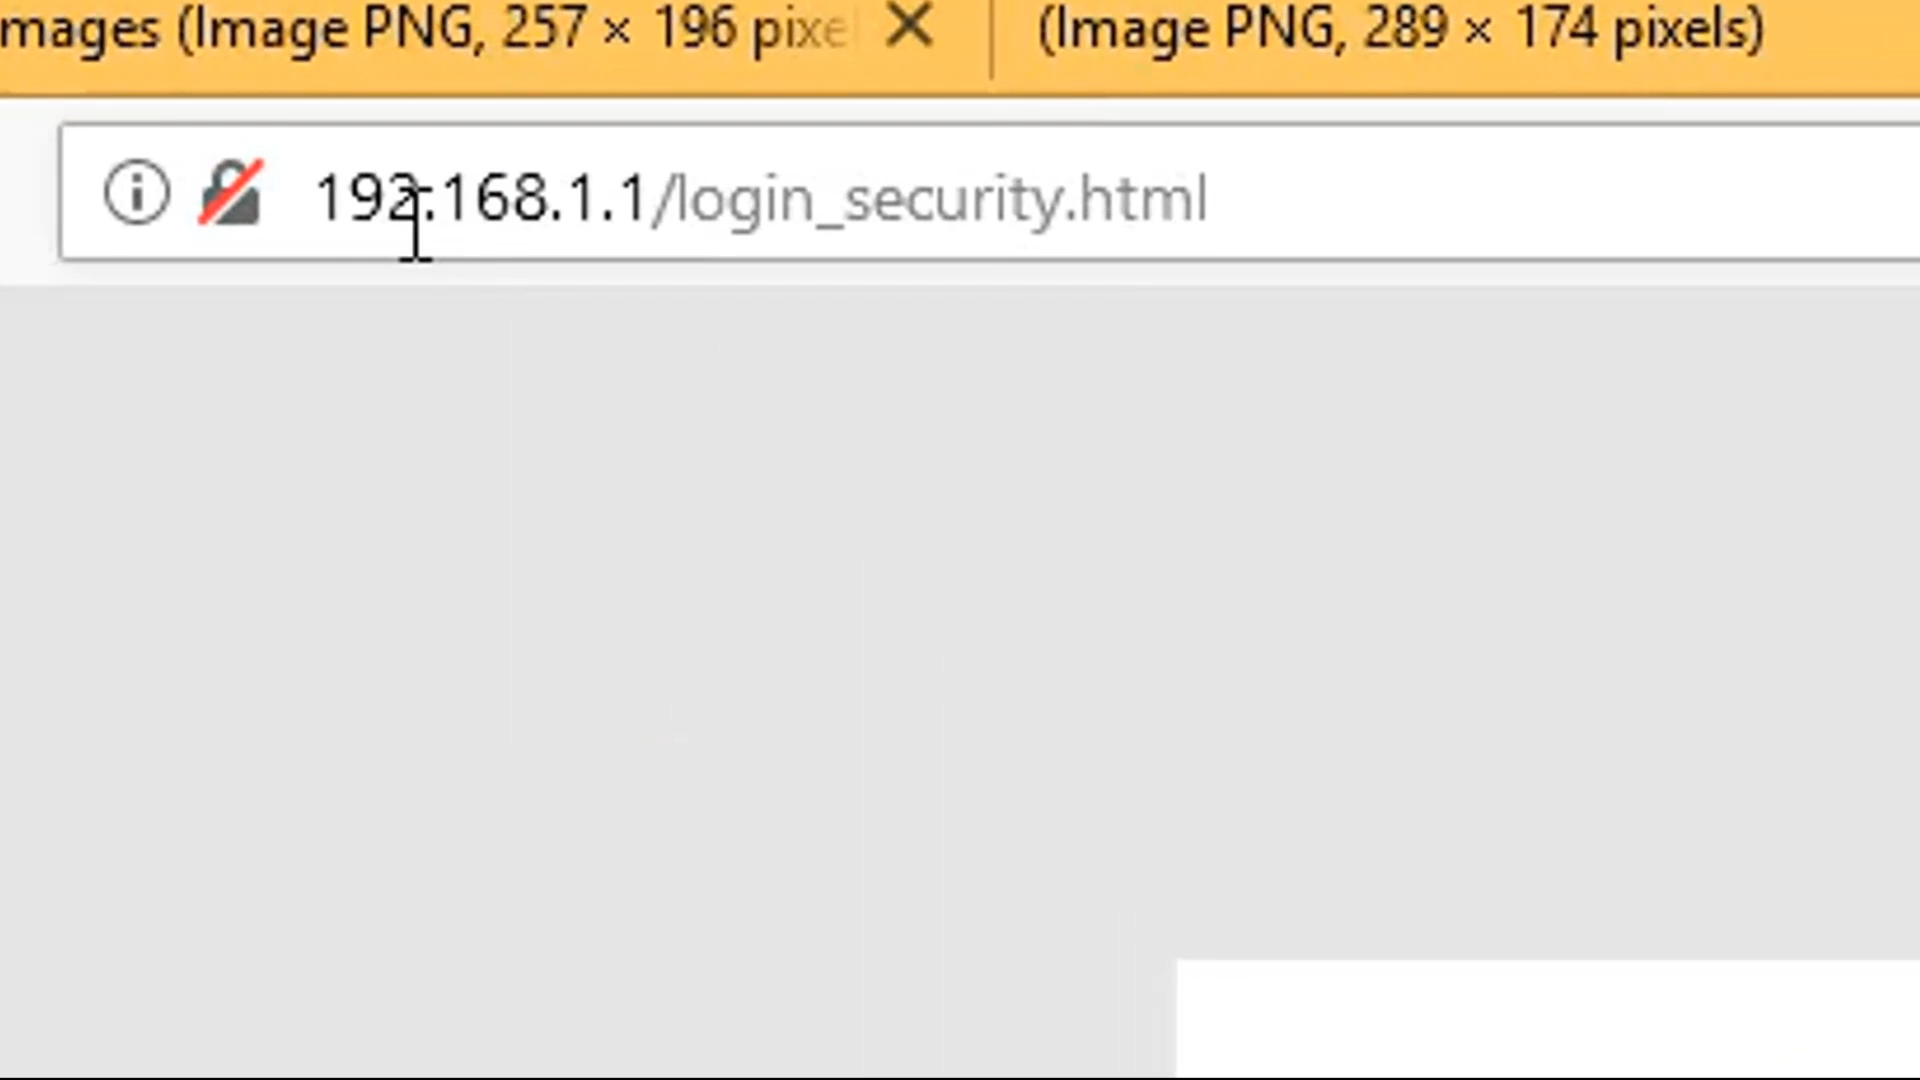 mages (Image PNG, 257 × 196 pixe
(Image PNG, 289 × 174 pixels)
192.168.1.1/login_security.html